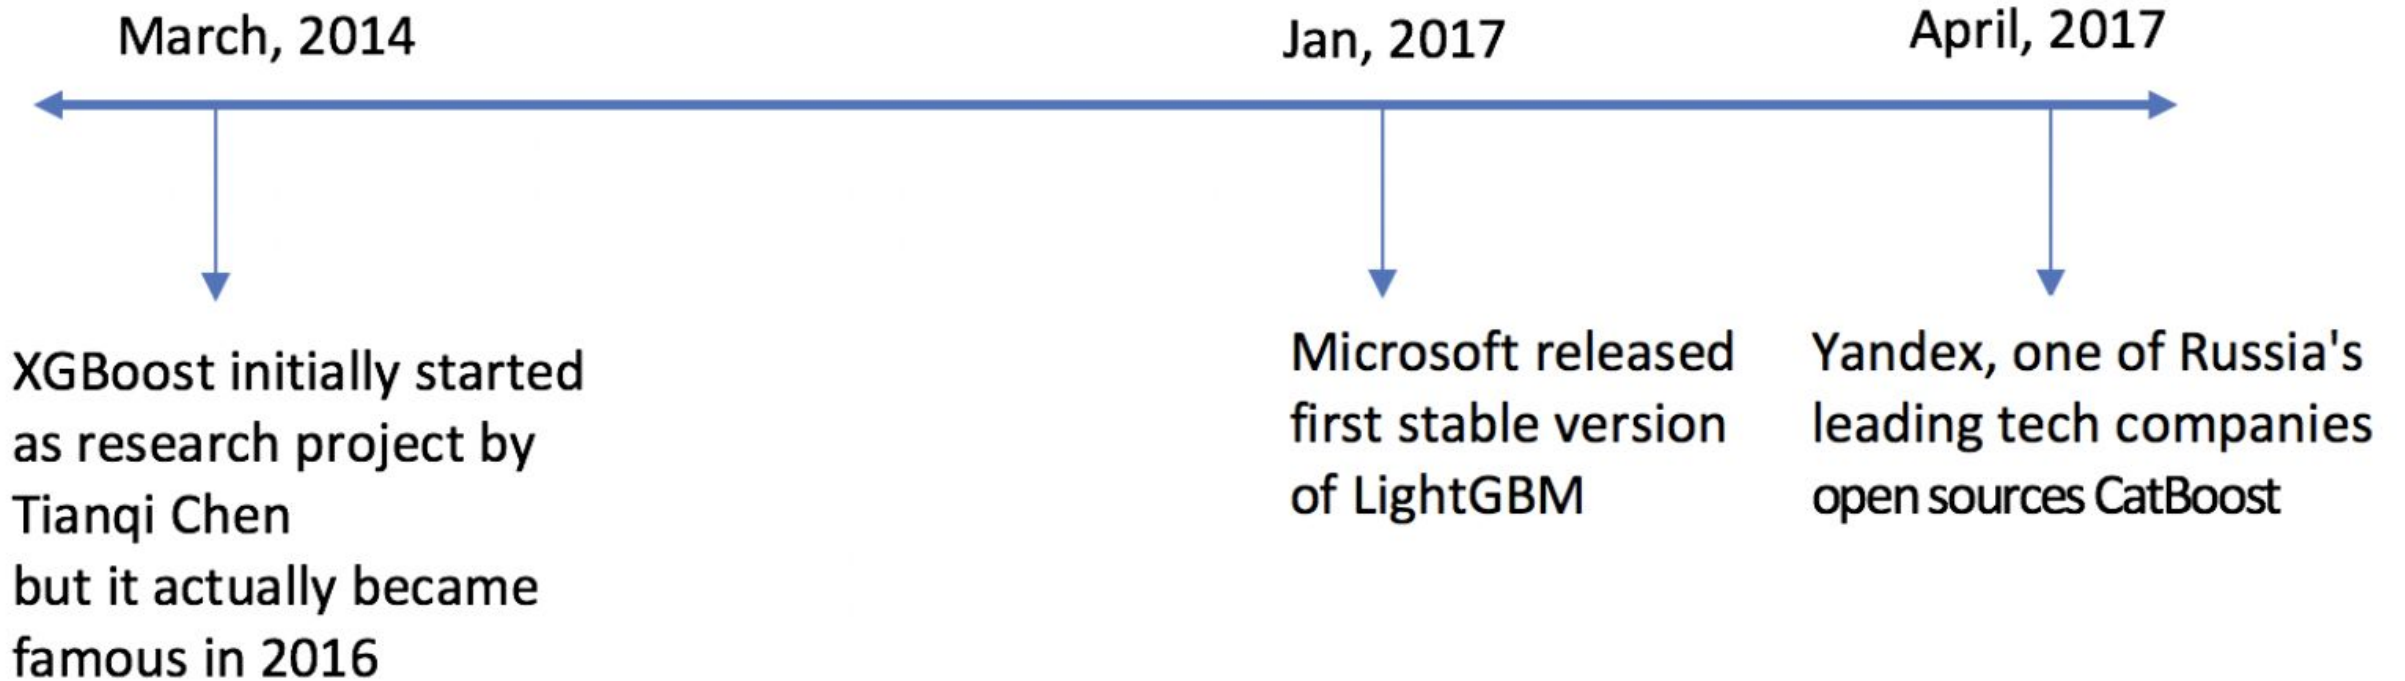 March, 2014
Jan, 2017
April, 2017
XGBoost initially started
as research project by
Tianqi Chen
but it actually became
famous in 2016
Microsoft released
first stable version
of LightGBM
Yandex, one of Russia's
leading tech companies
open sources CatBoost